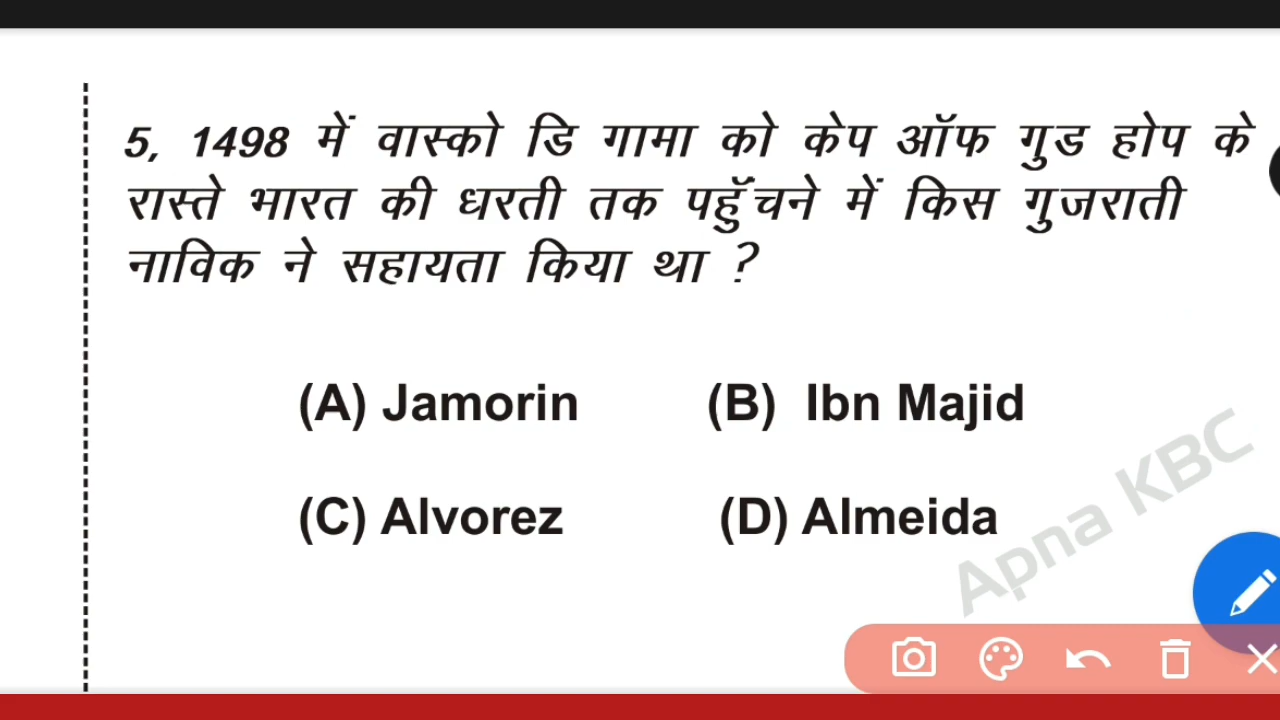 5, 1498 में वास्को डि गामा को केप ऑफ गुड होप के
रास्ते भारत की धरती तक पहुॅंचने में किस गुजराती
नाविक ने सहायता किया था ?
(A) Jamorin (B) Ibn Majid
(C) Alvorez (D) Almeida
Apna KBC